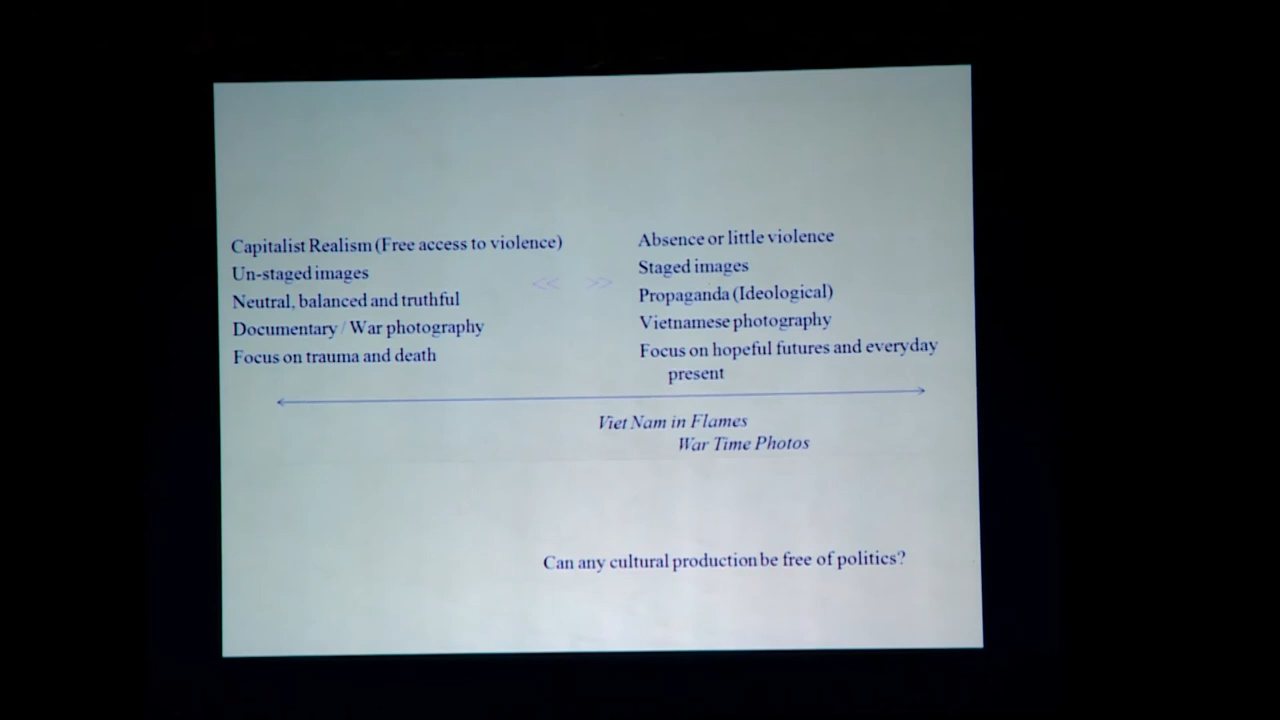 Capitalist Realism (Free access to violence)
Un-staged images
Neutral, balanced and truthful
Documentary / War photography
Focus on trauma and death
<< >>
Absence or little violence
Staged images
Propaganda (Ideological)
Vietnamese photography
Focus on hopeful futures and everyday
present
Viet Nam in Flames
War Time Photos
Can any cultural production be free of politics?